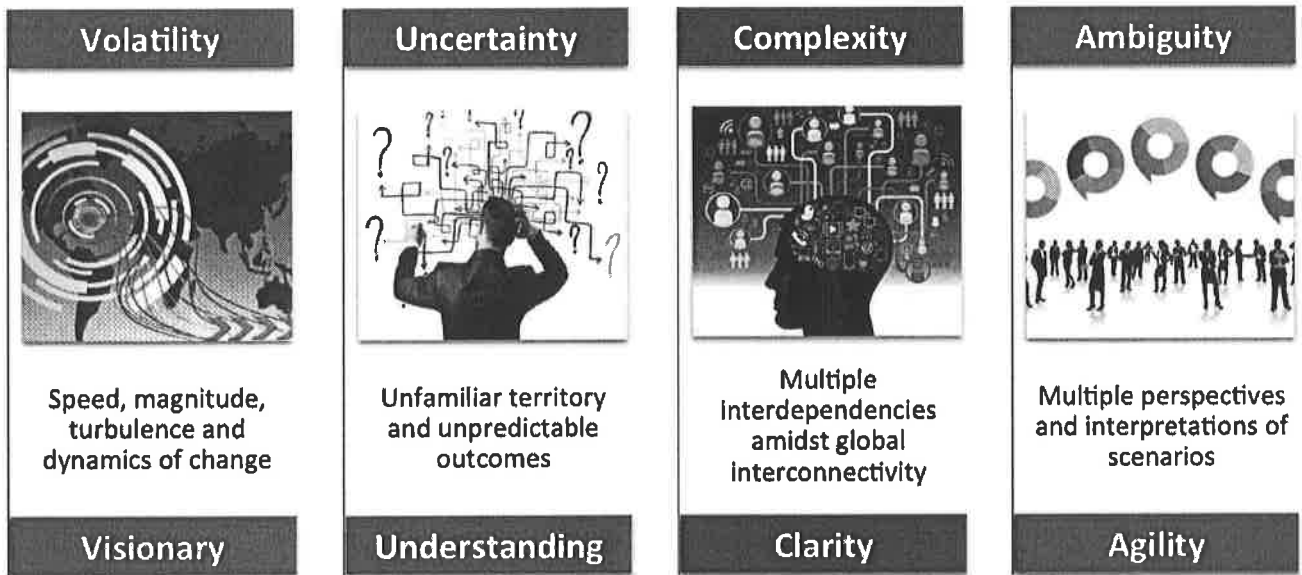 Volatility
Speed, magnitude,
turbulence and
dynamics of change
Visionary
Uncertainty
? ? ? ? ? ? ? ?
Unfamiliar territory
and unpredictable
outcomes
Understanding
Complexity
Multiple
interdependencies
amidst global
interconnectivity
Clarity
Ambiguity
Multiple perspectives
and interpretations of
scenarios
Agility